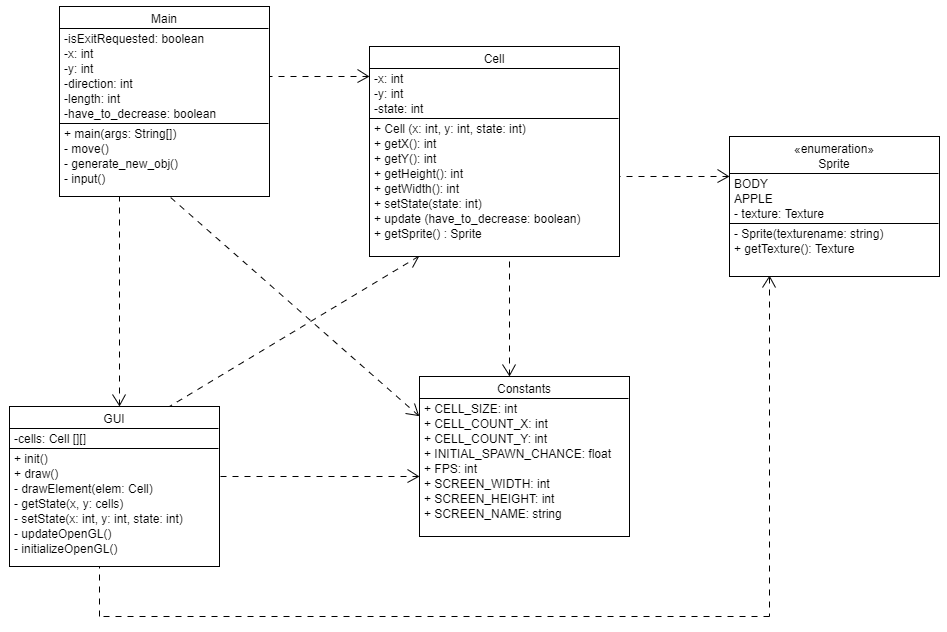 Main
-isExitRequested: boolean
-x: int
-y: int
-direction: int
-length: int
-have_to_decrease: boolean
+ main(args: String[])
- move()
- generate_new_obj()
- input()
Cell
-x: int
-y: int
-state: int
+ Cell (x: int, y: int, state: int)
+ getX(): int
+ getY(): int
+ getHeight(): int
+ getWidth(): int
+ setState(state: int)
+ update (have_to_decrease: boolean)
+ getSprite() : Sprite
«enumeration»
Sprite
BODY
APPLE
- texture: Texture
- Sprite(texturename: string)
+ getTexture(): Texture
GUI
-cells: Cell [][]
+ init()
+ draw()
- drawElement(elem: Cell)
- getState(x, y: cells)
- setState(x: int, y: int, state: int)
- updateOpenGL()
- initializeOpenGL()
Constants
+ CELL_SIZE: int
+ CELL_COUNT_X: int
+ CELL_COUNT_Y: int
+ INITIAL_SPAWN_CHANCE: float
+ FPS: int
+ SCREEN_WIDTH: int
+ SCREEN_HEIGHT: int
+ SCREEN_NAME: string